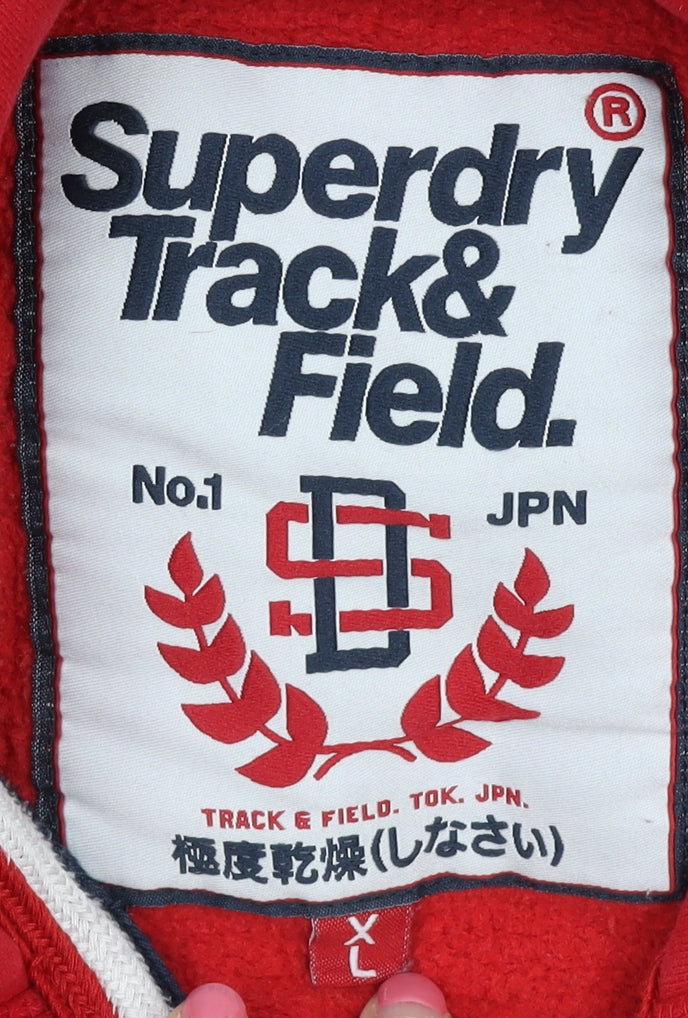 Superdry®
Track&
Field.
No.1 SD JPN
TRACK & FIELD. TOK. JPN.
極度乾燥(しなさい)
XL